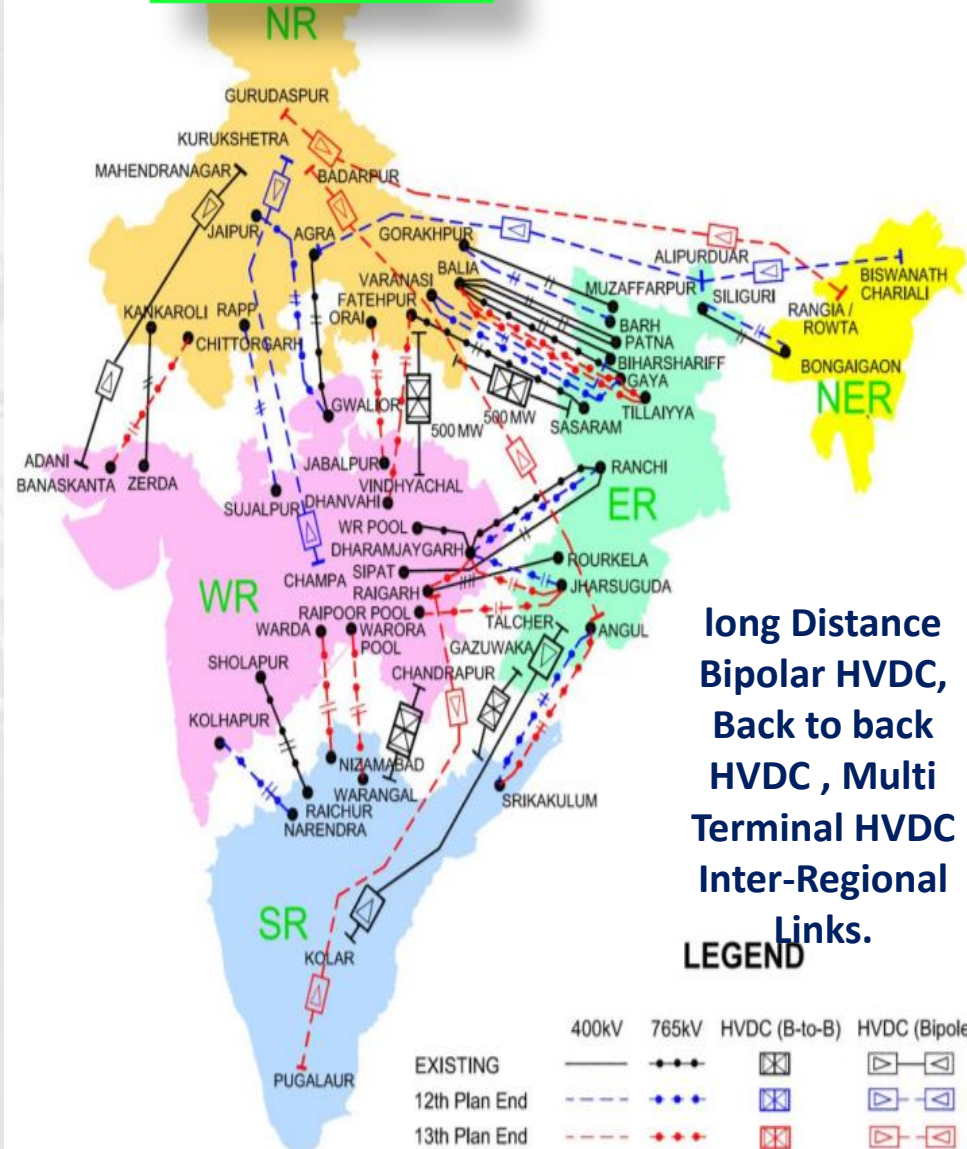 NR
GURUDASPUR
KURUKSHETRA
MAHENDRANAGAR
BADARPUR
JAIPUR
AGRA
GORAKHPUR
ALIPURDUAR
BISWANATH
CHARIALI
VARANASI
BALIA
MUZAFFARPUR
SILIGURI
RANGIA /
ROWTA
FATEHPUR
KANKAROLI
RAPP
ORAI
BARH
PATNA
CHITTORGARH
BIHARSHARIFF
BONGAIGAON
GAYA
NER
TILLAIYYA
GWALIOR
500 MW
500 MW
SASARAM
ADANI
BANASKANTA
ZERDA
JABALPUR
RANCHI
VINDHYACHAL
SUJALPUR
DHANVAHI
ER
WR POOL
DHARAMJAYGARH
ROURKELA
CHAMPA
SIPAT
JHARSUGUDA
WR
RAIGARH
RAIPOOR POOL
TALCHER
WARDA
WARORA
POOL
ANGUL
GAZUWAKA
SHOLAPUR
CHANDRAPUR
KOLHAPUR
NIZAMABAD
WARANGAL
SRIKAKULUM
RAICHUR
NARENDRA
SR
KOLAR
PUGALAUR
long Distance
Bipolar HVDC,
Back to back
HVDC , Multi
Terminal HVDC
Inter-Regional
Links.
LEGEND
400kV 765kV HVDC (B-to-B) HVDC (Bipole
EXISTING
12th Plan End
13th Plan End